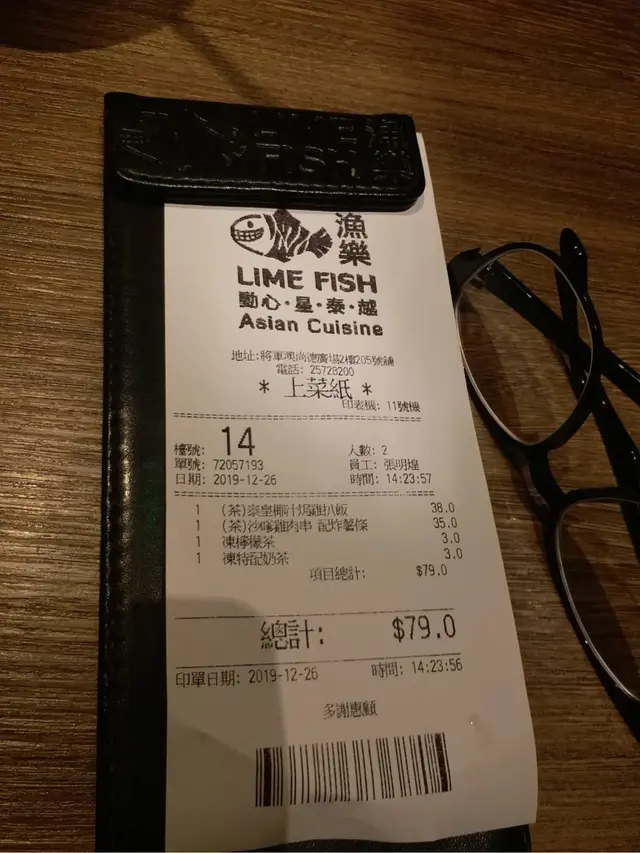 漁樂
LIME FISH
動心·星·泰·越
Asian Cuisine
地址:將軍澳尚德廣場2樓205號舖
電話: 25728200
* 上菜紙 *
印表機: 11號機
檯號: 14 人數: 2
單號: 72057193 員工: 張明煌
日期: 2019-12-26 時間: 14:23:57
1 (茶)泰皇椰汁焗雞扒飯 38.0
1 (茶)沙嗲雞肉串 配炸薯條 35.0
1 凍檸檬茶 3.0
1 凍特配奶茶 3.0
項目總計: $79.0
總計: $79.0
印單日期: 2019-12-26 時間: 14:23:56
多謝惠顧